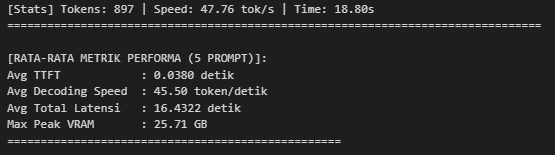 [Stats] Tokens: 897 | Speed: 47.76 tok/s | Time: 18.80s
================================================================================
[RATA-RATA METRIK PERFORMA (5 PROMPT)]:
Avg TTFT            : 0.0380 detik
Avg Decoding Speed  : 45.50 token/detik
Avg Total Latensi   : 16.4322 detik
Max Peak VRAM       : 25.71 GB
==================================================